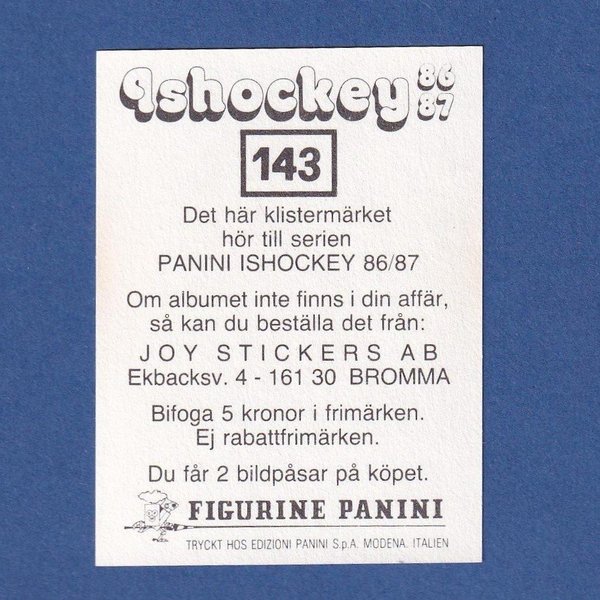 Ishockey 86
87
143
Det här klistermärket
hör till serien
PANINI ISHOCKEY 86/87
Om albumet inte finns i din affär,
så kan du beställa det från:
JOY STICKERS AB
Ekbacksv. 4 - 161 30 BROMMA
Bifoga 5 kronor i frimärken.
Ej rabattfrimärken.
Du får 2 bildpåsar på köpet.
FIGURINE PANINI
TRYCKT HOS EDIZIONI PANINI S.p.A. MODENA. ITALIEN